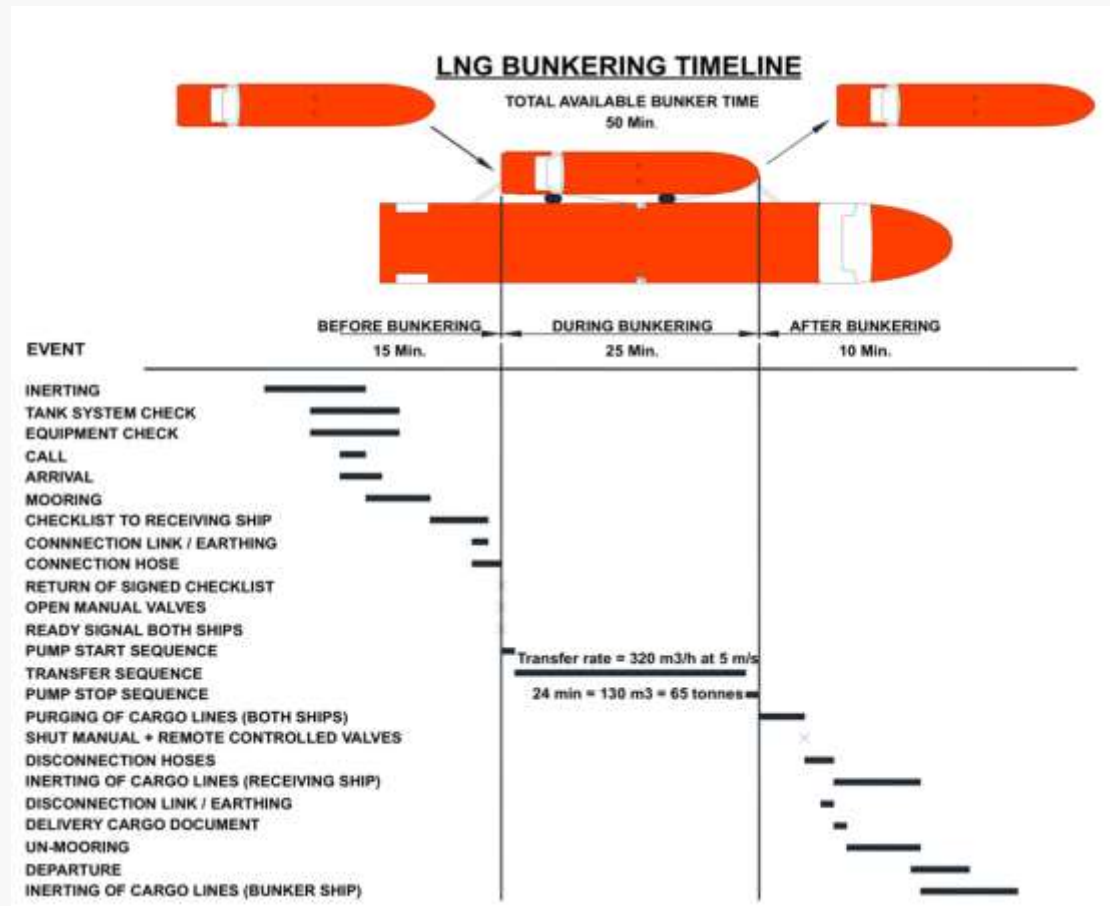 LNG BUNKERING TIMELINE
TOTAL AVAILABLE BUNKER TIME
50 Min.
BEFORE BUNKERING
DURING BUNKERING
AFTER BUNKERING
EVENT
15 Min.
25 Min.
10 Min.
INERTING
TANK SYSTEM CHECK
EQUIPMENT CHECK
CALL
ARRIVAL
MOORING
CHECKLIST TO RECEIVING SHIP
CONNNECTION LINK / EARTHING
CONNECTION HOSE
RETURN OF SIGNED CHECKLIST
OPEN MANUAL VALVES
READY SIGNAL BOTH SHIPS
PUMP START SEQUENCE
Transfer rate = 320 m3/h at 5 m/s
TRANSFER SEQUENCE
PUMP STOP SEQUENCE
24 min = 130 m3 = 65 tonnes
PURGING OF CARGO LINES (BOTH SHIPS)
SHUT MANUAL + REMOTE CONTROLLED VALVES
DISCONNECTION HOSES
INERTING OF CARGO LINES (RECEIVING SHIP)
DISCONNECTION LINK / EARTHING
DELIVERY CARGO DOCUMENT
UN-MOORING
DEPARTURE
INERTING OF CARGO LINES (BUNKER SHIP)